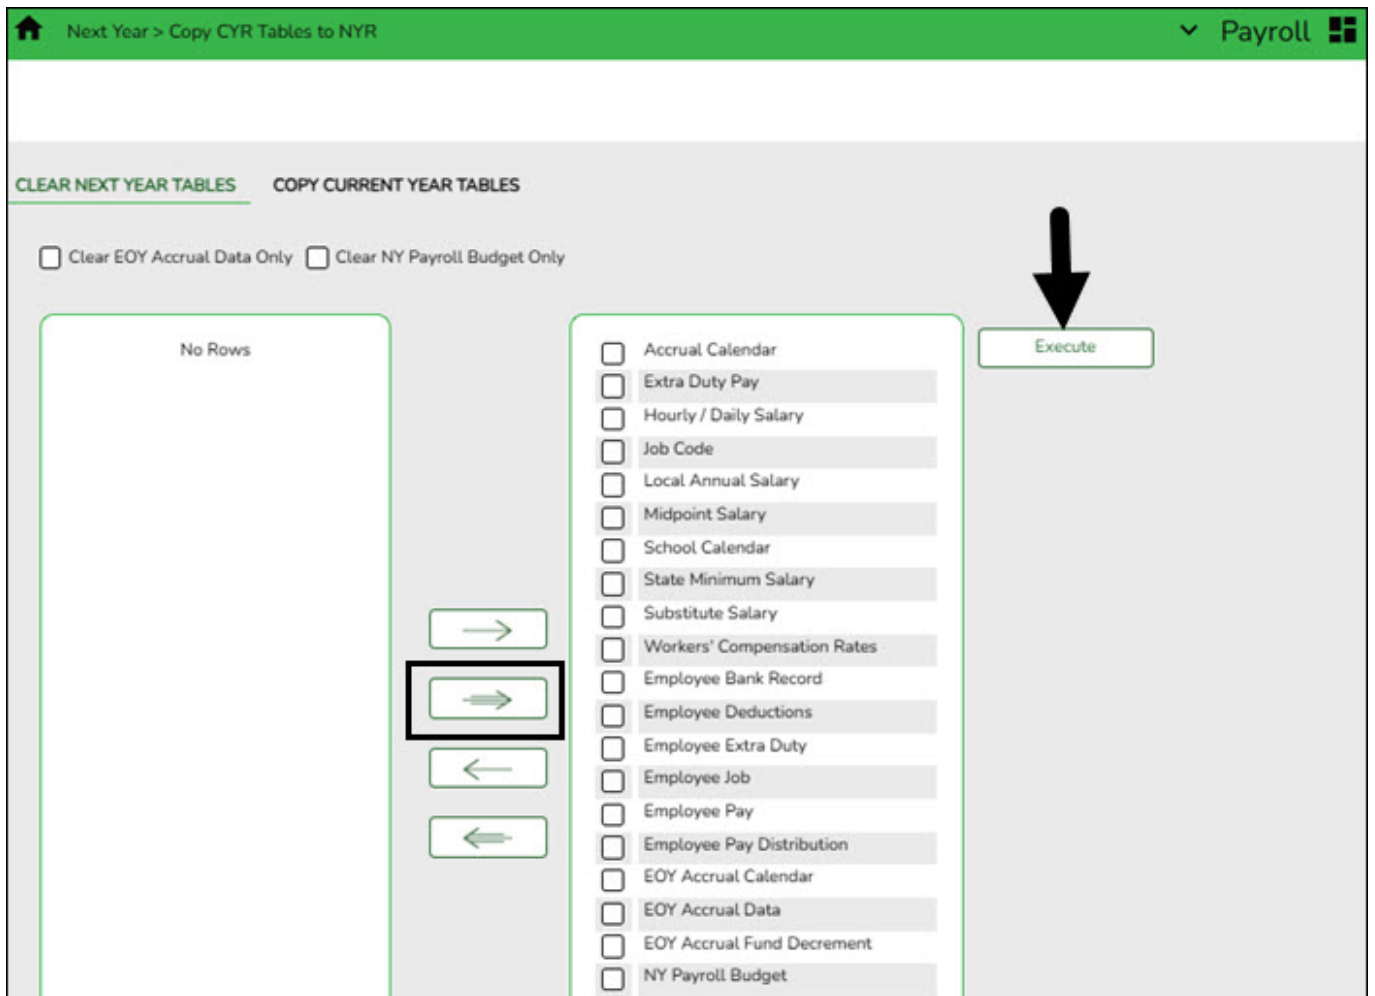 Next Year > Copy CYR Tables to NYR
Payroll
CLEAR NEXT YEAR TABLES
COPY CURRENT YEAR TABLES
Clear EOY Accrual Data Only
Clear NY Payroll Budget Only
No Rows
Accrual Calendar
Extra Duty Pay
Hourly / Daily Salary
Job Code
Local Annual Salary
Midpoint Salary
School Calendar
State Minimum Salary
Substitute Salary
Workers' Compensation Rates
Employee Bank Record
Employee Deductions
Employee Extra Duty
Employee Job
Employee Pay
Employee Pay Distribution
EOY Accrual Calendar
EOY Accrual Data
EOY Accrual Fund Decrement
NY Payroll Budget
Execute